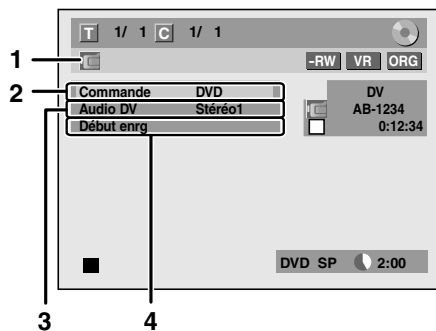 T 1/ 1 C 1/ 1
1
-RW VR ORG
2
Commande DVD
DV
Audio DV Stéréo1
AB-1234
Début enrg
0:12:34
DVD SP 2:00
3 4